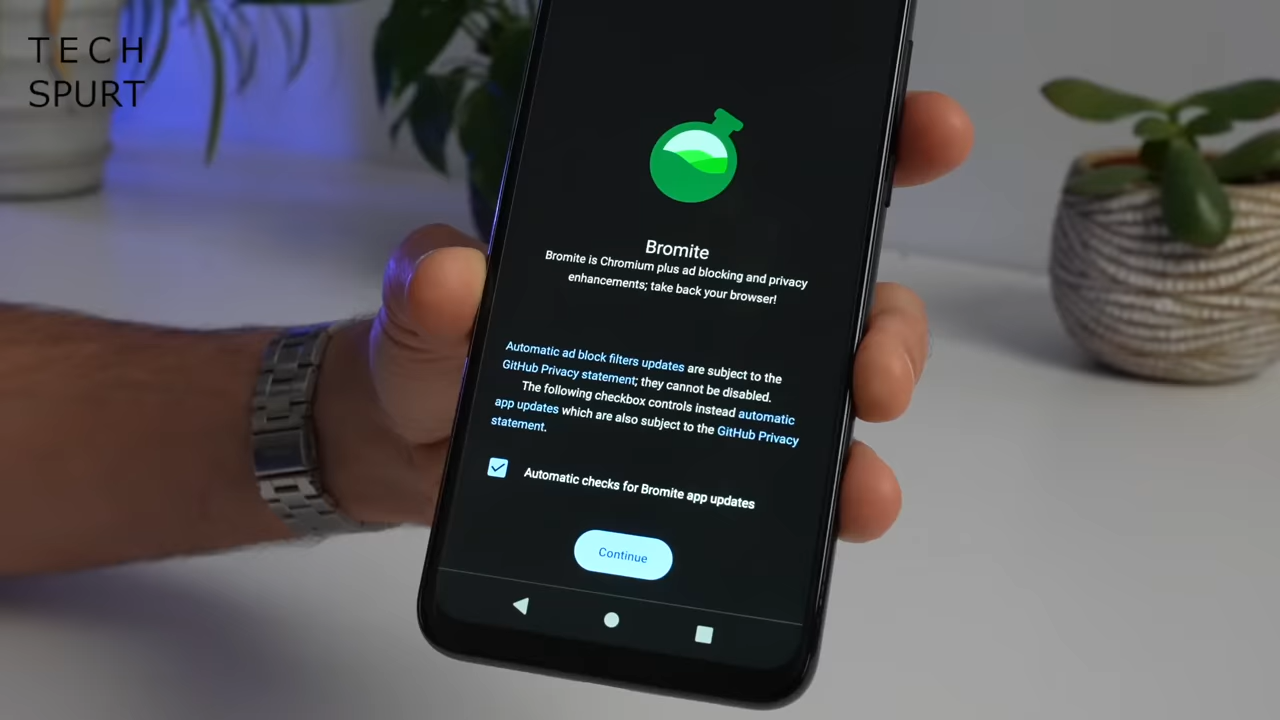 TECH
SPURT
Bromite
Bromite is Chromium plus ad blocking and privacy
enhancements; take back your browser!
Automatic ad block filters updates are subject to the
GitHub Privacy statement; they cannot be disabled.
The following checkbox controls instead automatic
app updates which are also subject to the GitHub Privacy
statement.
Automatic checks for Bromite app updates
Continue